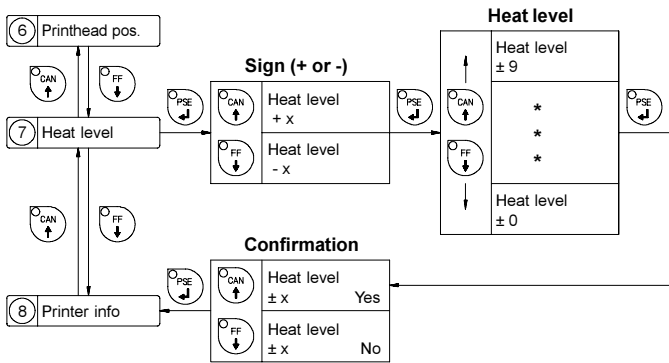 Heat level
6 Printhead pos.
CAN FF
Sign (+ or -)
Heat level
± 9
PSE
CAN
Heat level
+ x
PSE
CAN
*
*
*
PSE
7 Heat level
FF
Heat level
- x
FF
Heat level
± 0
CAN FF
Confirmation
PSE
CAN
Heat level
± x Yes
8 Printer info
FF
Heat level
± x No